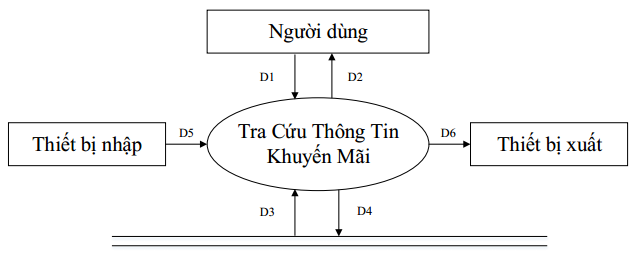 Người dùng
D1
D2
Thiết bị nhập
D5
Tra Cứu Thông Tin
Khuyến Mãi
D6
Thiết bị xuất
D3
D4